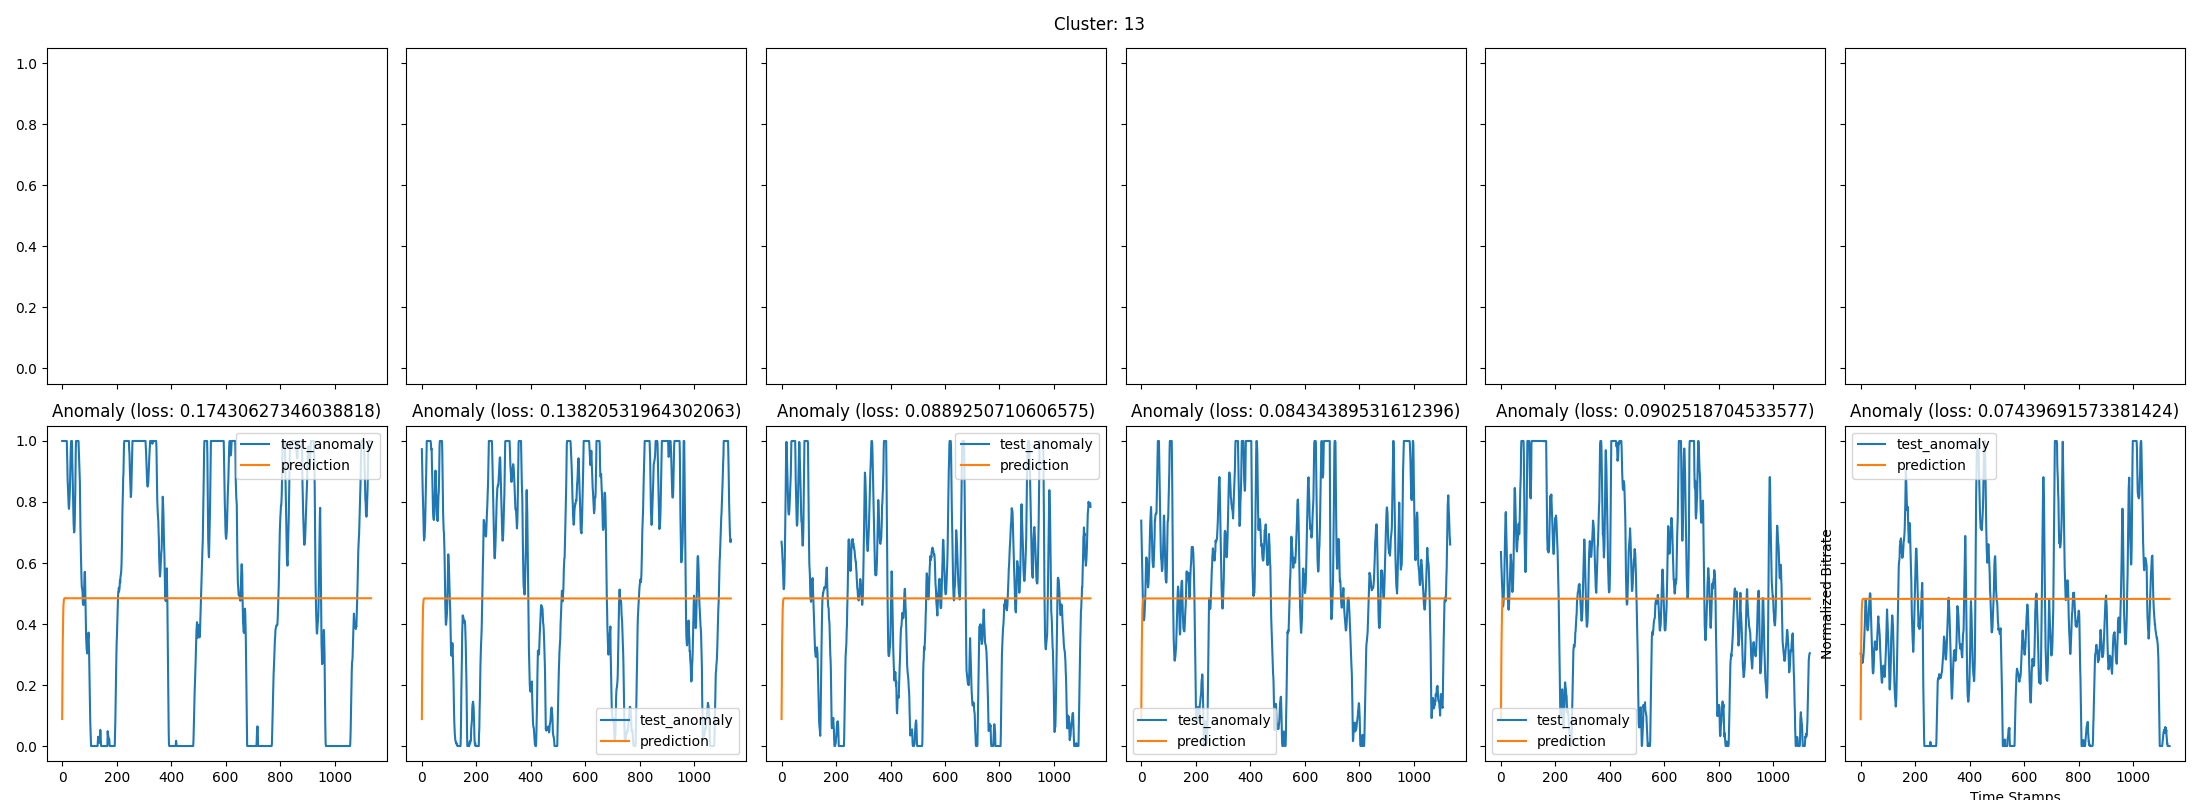 Cluster: 13
1.0
0.8
0.6
0.4
0.2
0.0
Anomaly (loss: 0.17430627346038818)
Anomaly (loss: 0.13820531964302063)
Anomaly (loss: 0.0889250710606575)
Anomaly (loss: 0.08434389531612396)
Anomaly (loss: 0.0902518704533577)
Anomaly (loss: 0.07439691573381424)
1.0
0.8
0.6
0.4
0.2
0.0
test_anomaly
prediction
test_anomaly
prediction
test_anomaly
prediction
test_anomaly
prediction
test_anomaly
prediction
test_anomaly
prediction
Normalized Bitrate
0 200 400 600 800 1000
0 200 400 600 800 1000
0 200 400 600 800 1000
0 200 400 600 800 1000
0 200 400 600 800 1000
0 200 400 600 800 1000
Time Stamps